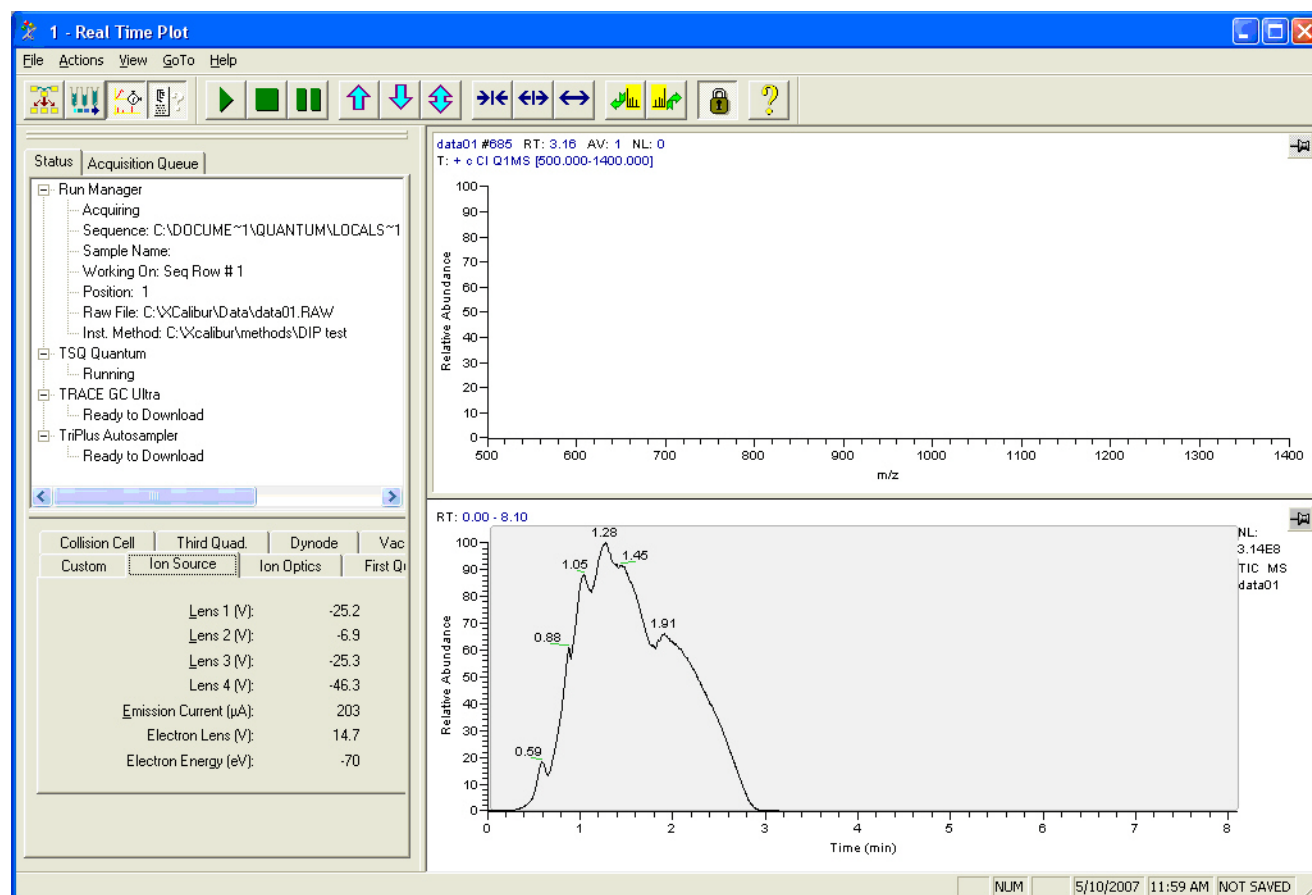 1 - Real Time Plot
File Actions View GoTo Help
Status
Acquisition Queue
Run Manager
Acquiring
Sequence: C:\DOCUME~1\QUANTUM\LOCALS~1
Sample Name:
Working On: Seq Row # 1
Position: 1
Raw File: C:\XCalibur\Data\data01.RAW
Inst. Method: C:\Xcalibur\methods\DIP test
TSQ Quantum
Running
TRACE GC Ultra
Ready to Download
TriPlus Autosampler
Ready to Download
Collision Cell Third Quad. Dynode Vac
Custom Ion Source Ion Optics First Qu
Lens 1 (V): -25.2
Lens 2 (V): -6.9
Lens 3 (V): -25.3
Lens 4 (V): -46.3
Emission Current (µA): 203
Electron Lens (V): 14.7
Electron Energy (eV): -70
data01 #685 RT: 3.16 AV: 1 NL: 0
T: + c CI Q1MS [500.000-1400.000]
100
90
80
70
60
50
40
30
20
10
0
Relative Abundance
500 600 700 800 900 1000 1100 1200 1300 1400
m/z
RT: 0.00 - 8.10
NL:
3.14E8
TIC MS
data01
1.28
1.45
1.05
0.88
1.91
0.59
100
90
80
70
60
50
40
30
20
10
0
Relative Abundance
0 1 2 3 4 5 6 7 8
Time (min)
NUM 5/10/2007 11:59 AM NOT SAVED